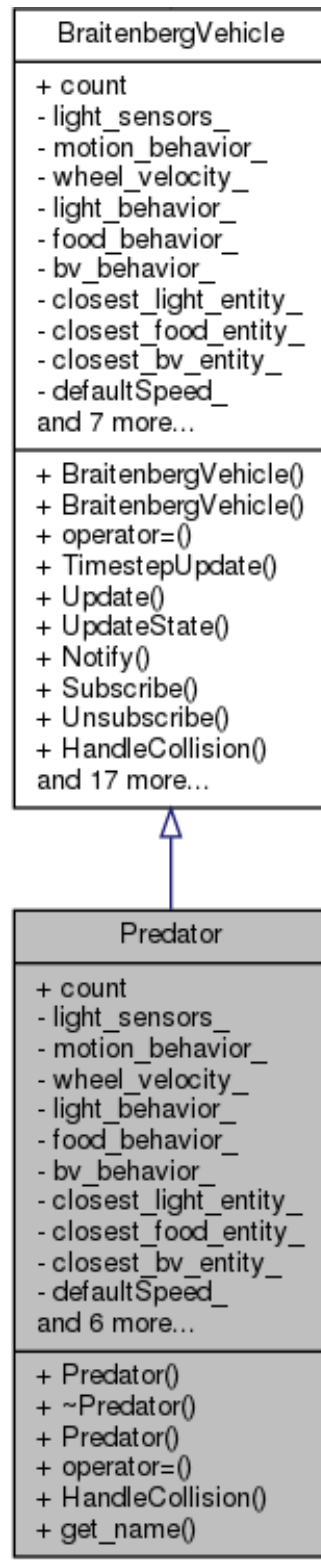 BraitenbergVehicle
+ count
- light_sensors_
- motion_behavior_
- wheel_velocity_
- light_behavior_
- food_behavior_
- bv_behavior_
- closest_light_entity_
- closest_food_entity_
- closest_bv_entity_
- defaultSpeed_
and 7 more...
+ BraitenbergVehicle()
+ BraitenbergVehicle()
+ operator=()
+ TimestepUpdate()
+ Update()
+ UpdateState()
+ Notify()
+ Subscribe()
+ Unsubscribe()
+ HandleCollision()
and 17 more...
Predator
+ count
- light_sensors_
- motion_behavior_
- wheel_velocity_
- light_behavior_
- food_behavior_
- bv_behavior_
- closest_light_entity_
- closest_food_entity_
- closest_bv_entity_
- defaultSpeed_
and 6 more...
+ Predator()
+ ~Predator()
+ Predator()
+ operator=()
+ HandleCollision()
+ get_name()